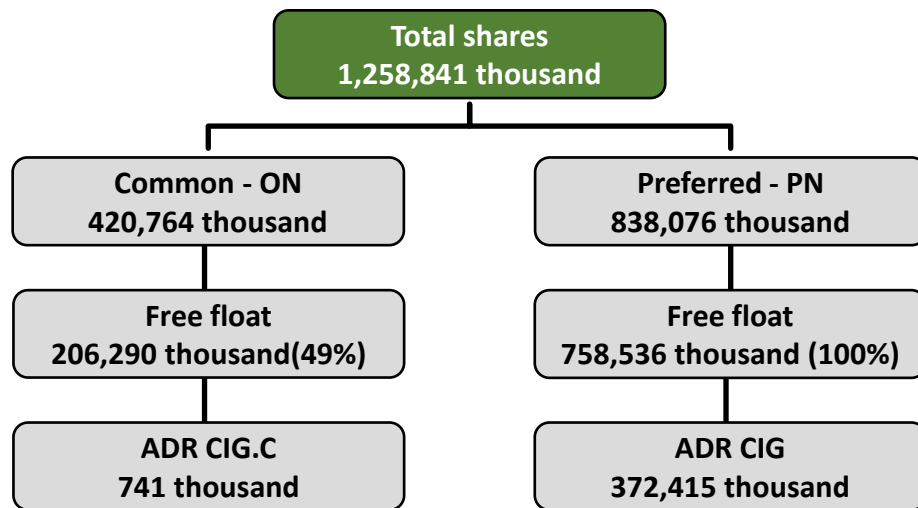 Total shares
1,258,841 thousand
Common - ON
420,764 thousand
Preferred - PN
838,076 thousand
Free float
206,290 thousand(49%)
Free float
758,536 thousand (100%)
ADR CIG.C
741 thousand
ADR CIG
372,415 thousand